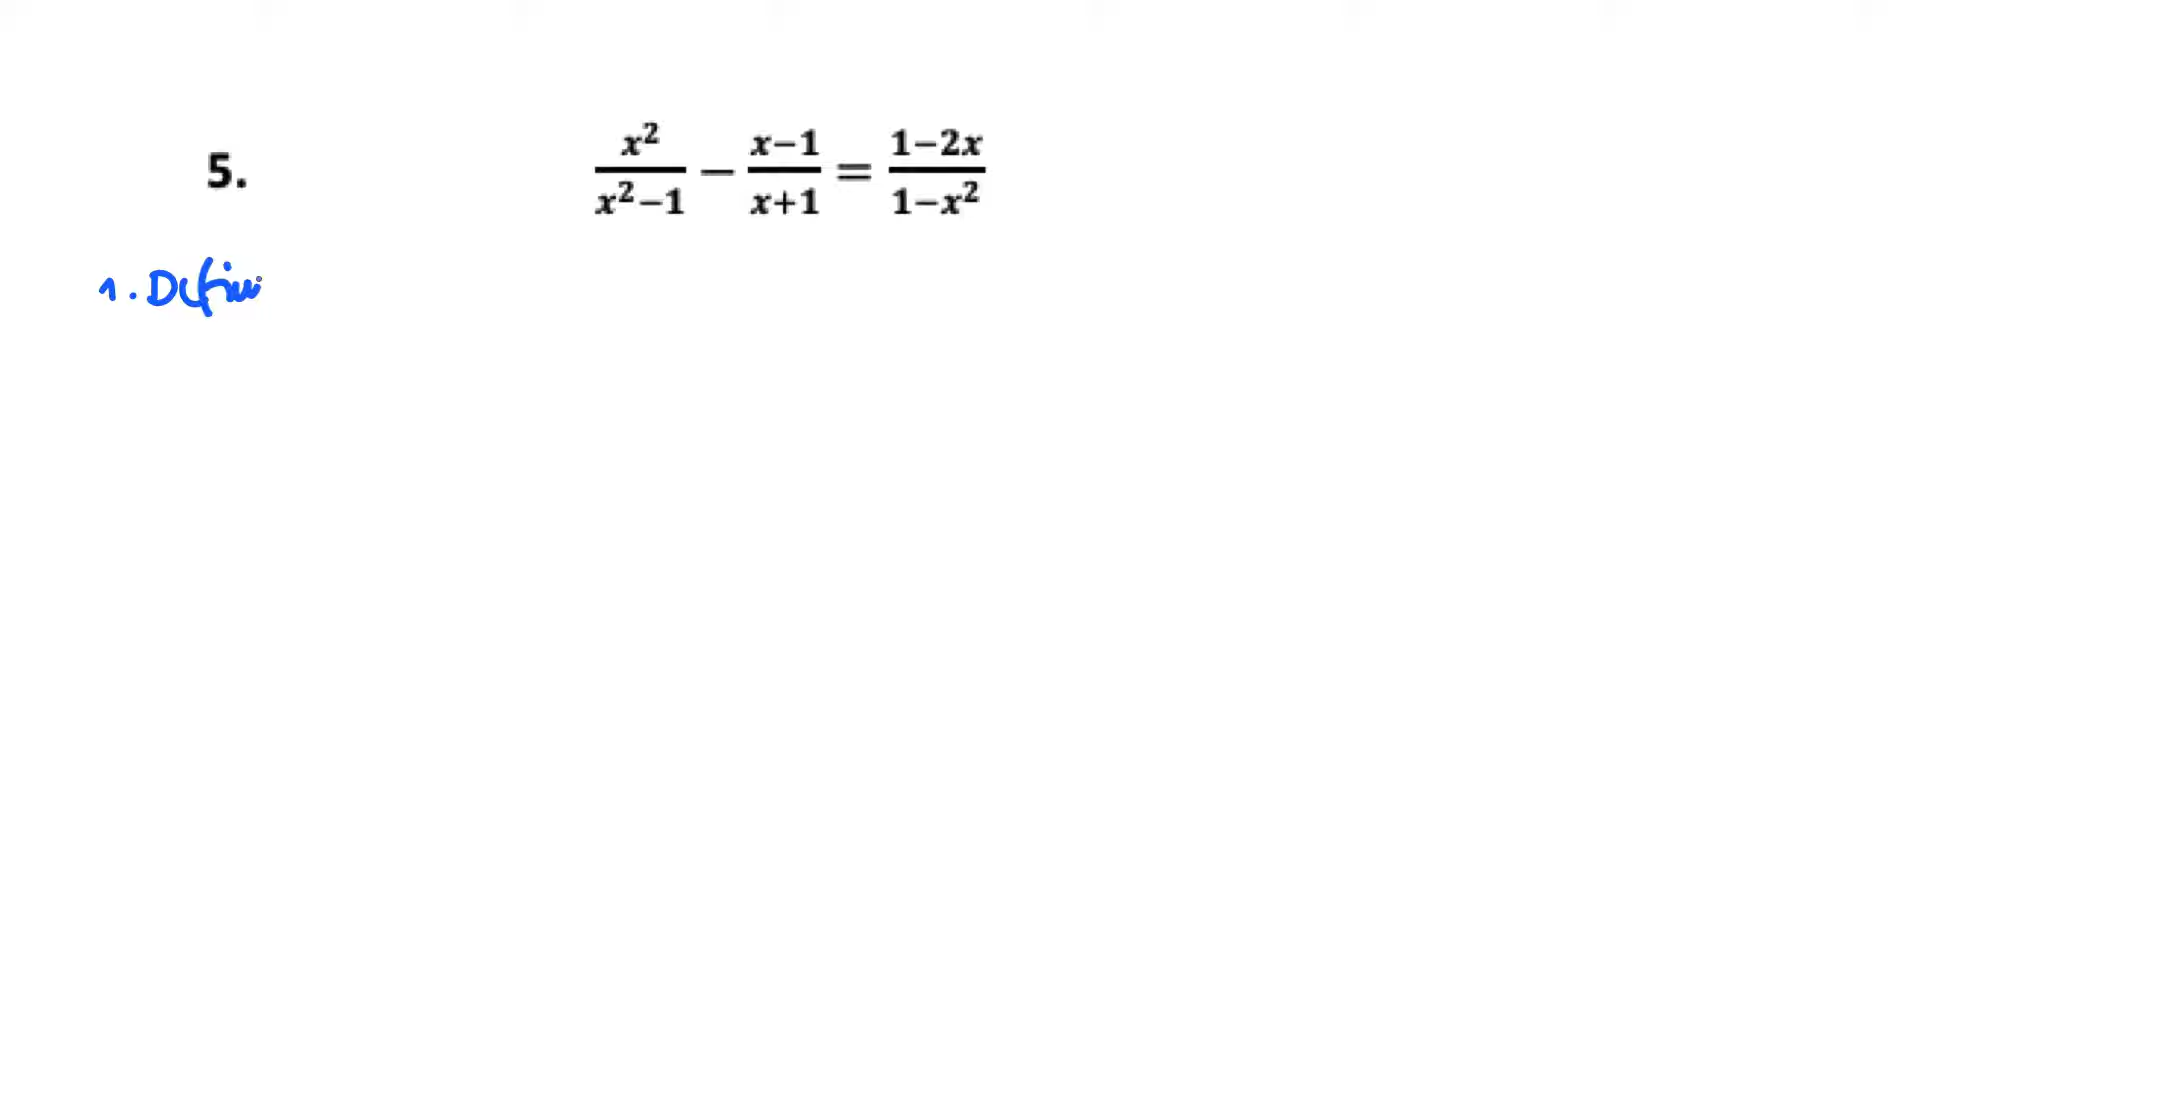 5. x²/(x²−1) − (x−1)/(x+1) = (1−2x)/(1−x²)
1. Defini